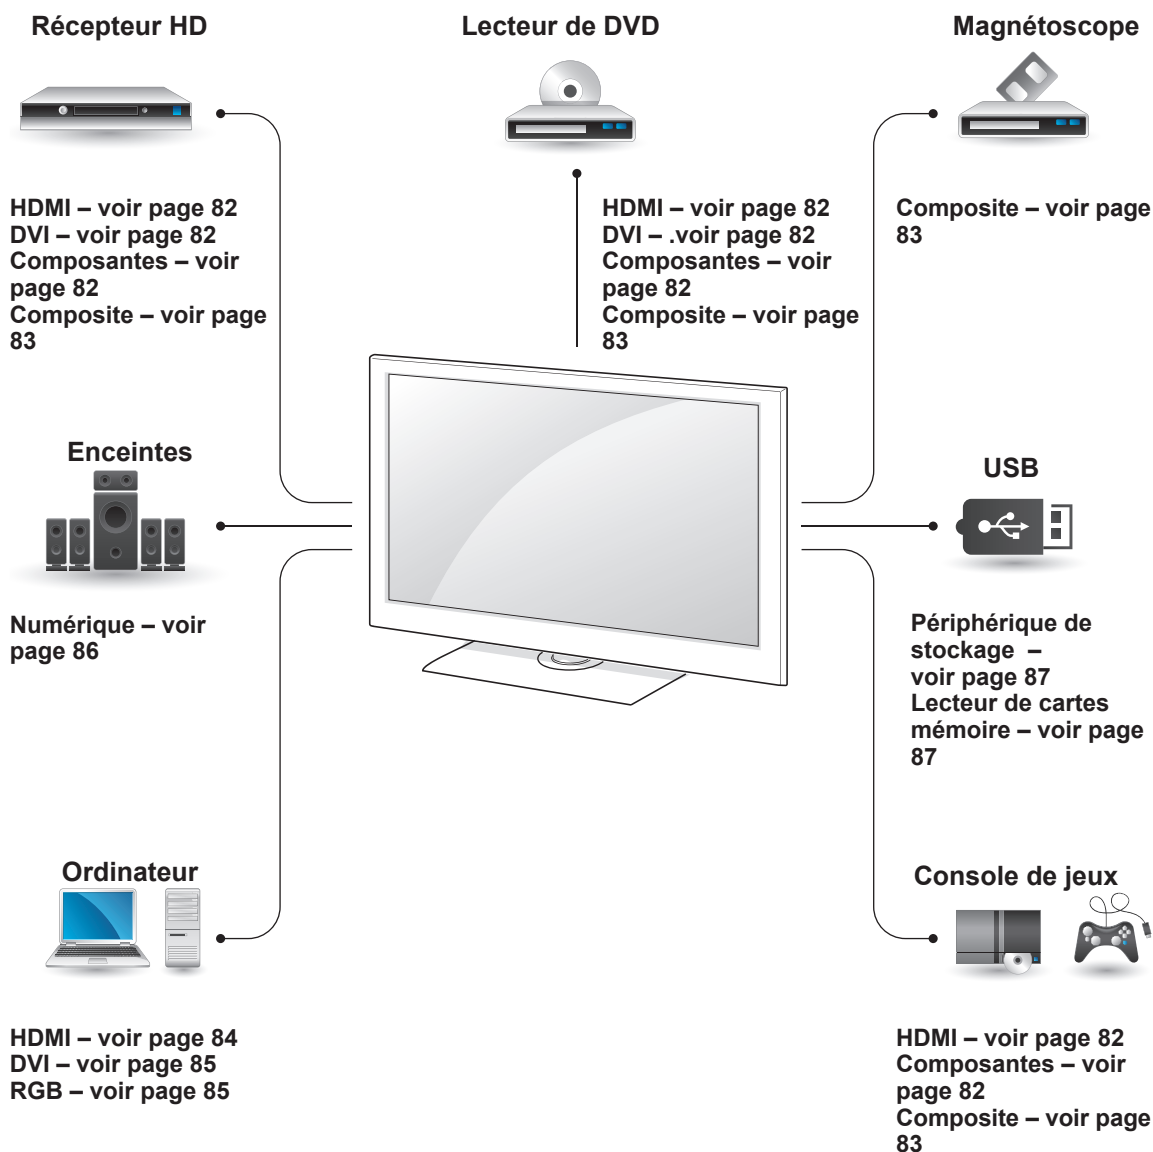 Récepteur HD
HDMI – voir page 82
DVI – voir page 82
Composantes – voir
page 82
Composite – voir page
83
Lecteur de DVD
HDMI – voir page 82
DVI – .voir page 82
Composantes – voir
page 82
Composite – voir page
83
Magnétoscope
Composite – voir page
83
Enceintes
Numérique – voir
page 86
USB
Périphérique de
stockage –
voir page 87
Lecteur de cartes
mémoire – voir page
87
Ordinateur
HDMI – voir page 84
DVI – voir page 85
RGB – voir page 85
Console de jeux
HDMI – voir page 82
Composantes – voir
page 82
Composite – voir page
83